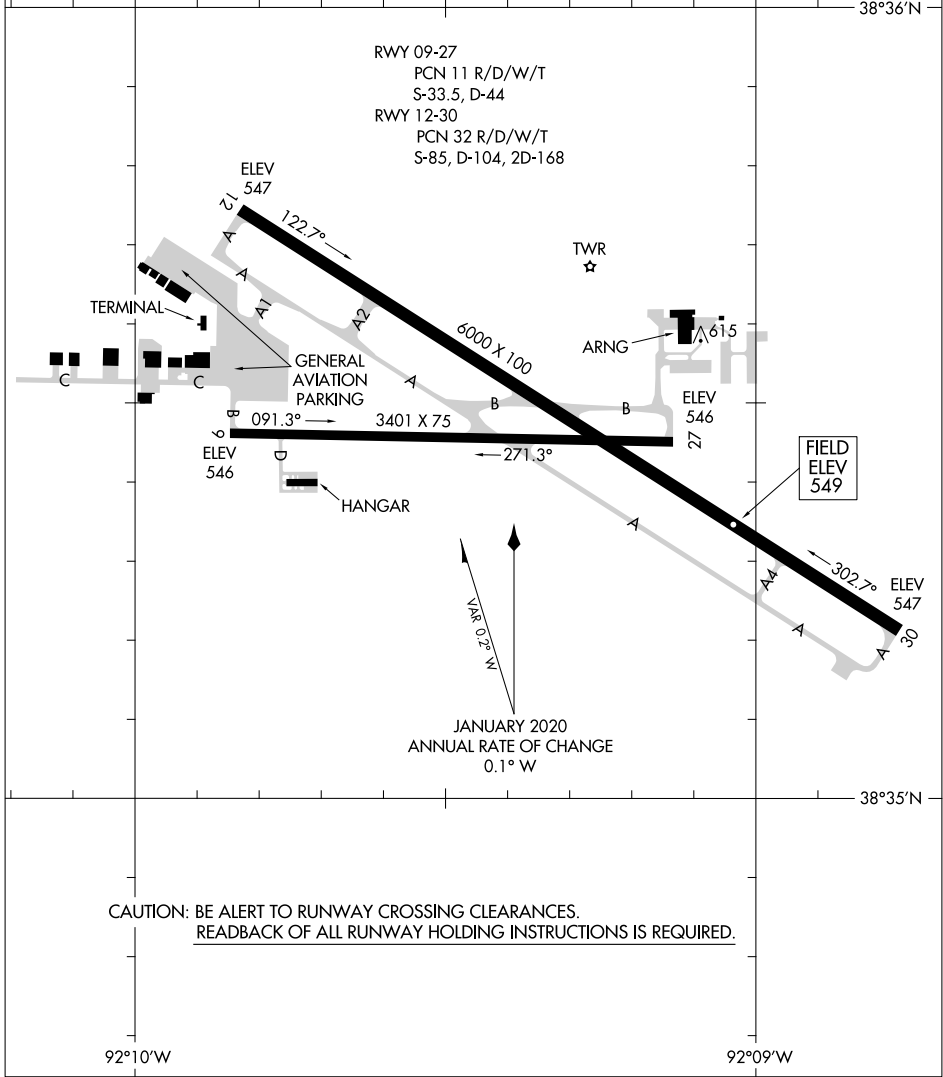 38°36'N
RWY 09-27
PCN 11 R/D/W/T
S-33.5, D-44
RWY 12-30
PCN 32 R/D/W/T
S-85, D-104, 2D-168
ELEV
547
12
122.7°
A
A
A1
A2
TWR
TERMINAL
6000 X 100
ARNG
615
GENERAL
AVIATION
PARKING
C
C
A
B
B
ELEV
546
B
091.3°
3401 X 75
9
27
271.3°
ELEV
546
D
HANGAR
FIELD
ELEV
549
A
302.7°
A4
ELEV
547
30
A
A
VAR 0.2° W
JANUARY 2020
ANNUAL RATE OF CHANGE
0.1° W
38°35'N
CAUTION: BE ALERT TO RUNWAY CROSSING CLEARANCES.
READBACK OF ALL RUNWAY HOLDING INSTRUCTIONS IS REQUIRED.
92°10'W
92°09'W